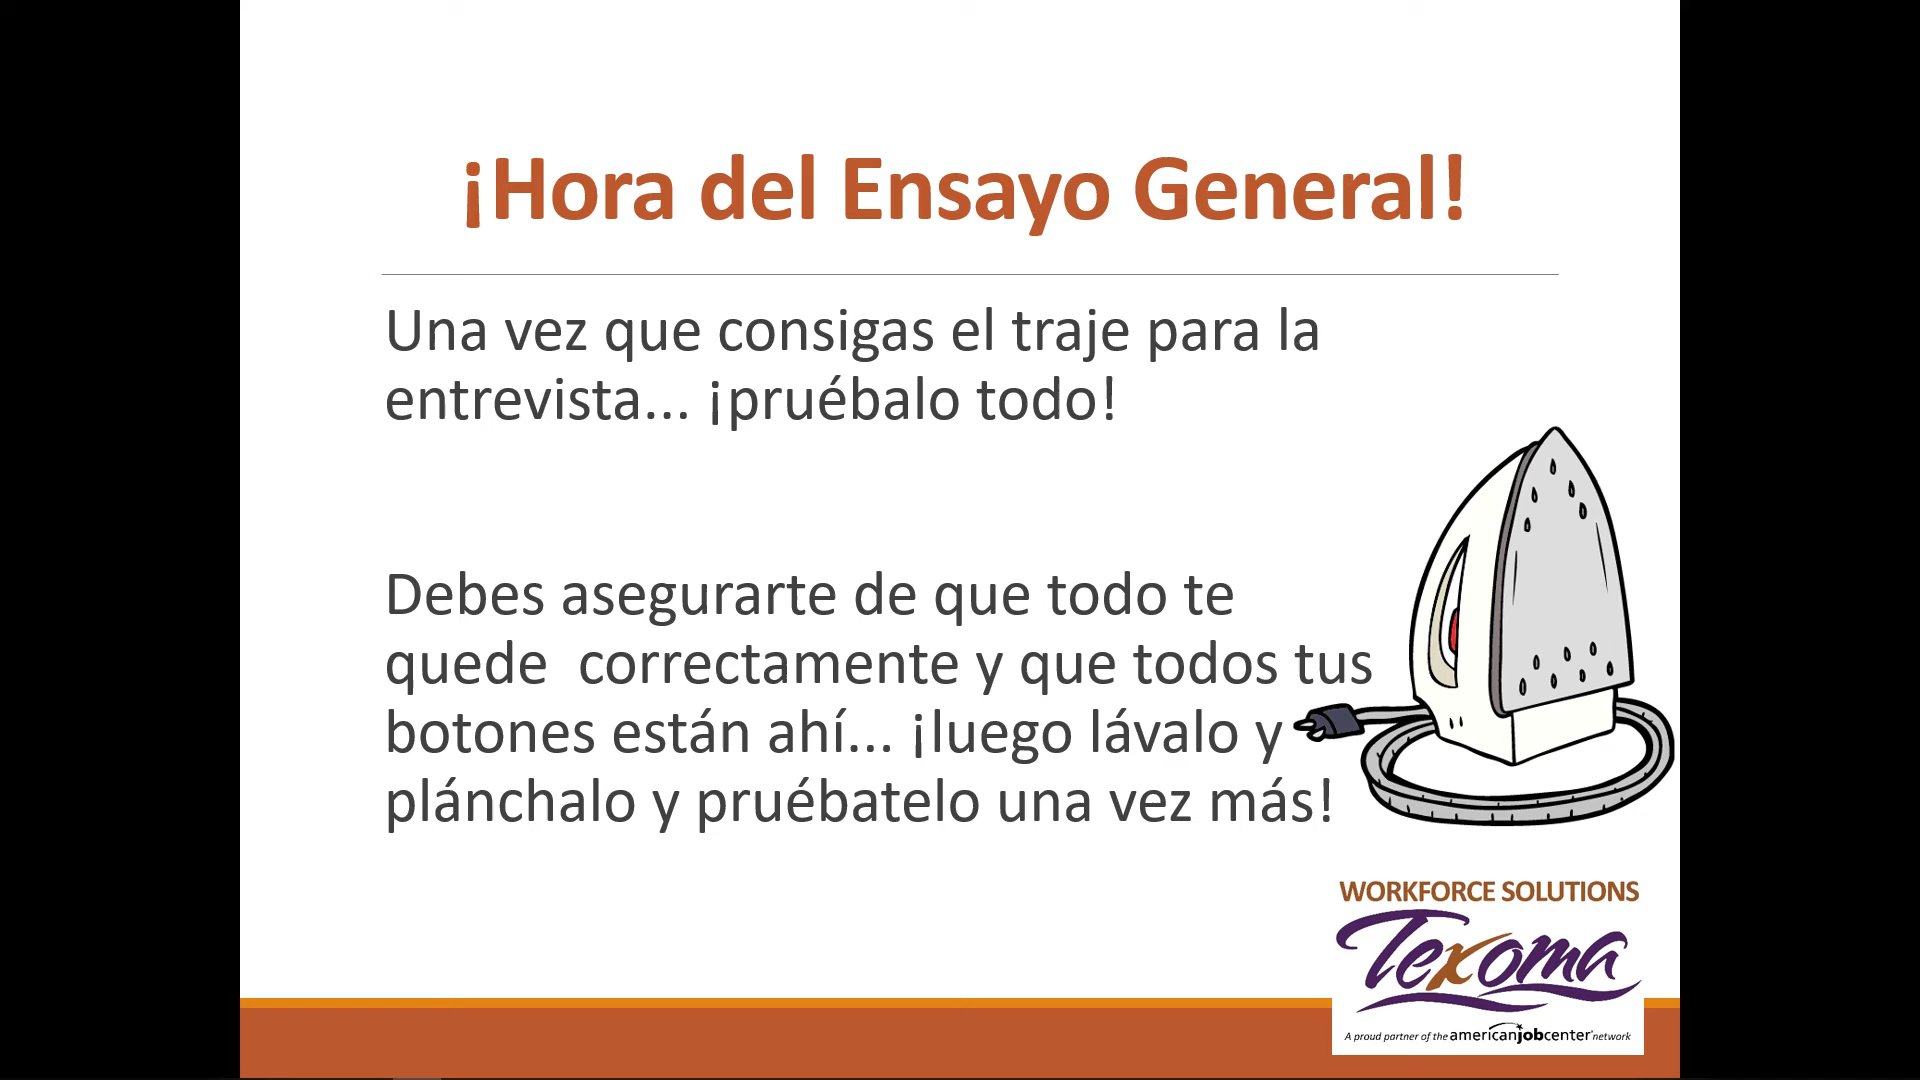 ¡Hora del Ensayo General!
Una vez que consigas el traje para la
entrevista... ¡pruébalo todo!
Debes asegurarte de que todo te
quede  correctamente y que todos tus
botones están ahí... ¡luego lávalo y
plánchalo y pruébatelo una vez más!
WORKFORCE SOLUTIONS
Texoma
A proud partner of the americanjobcenter network